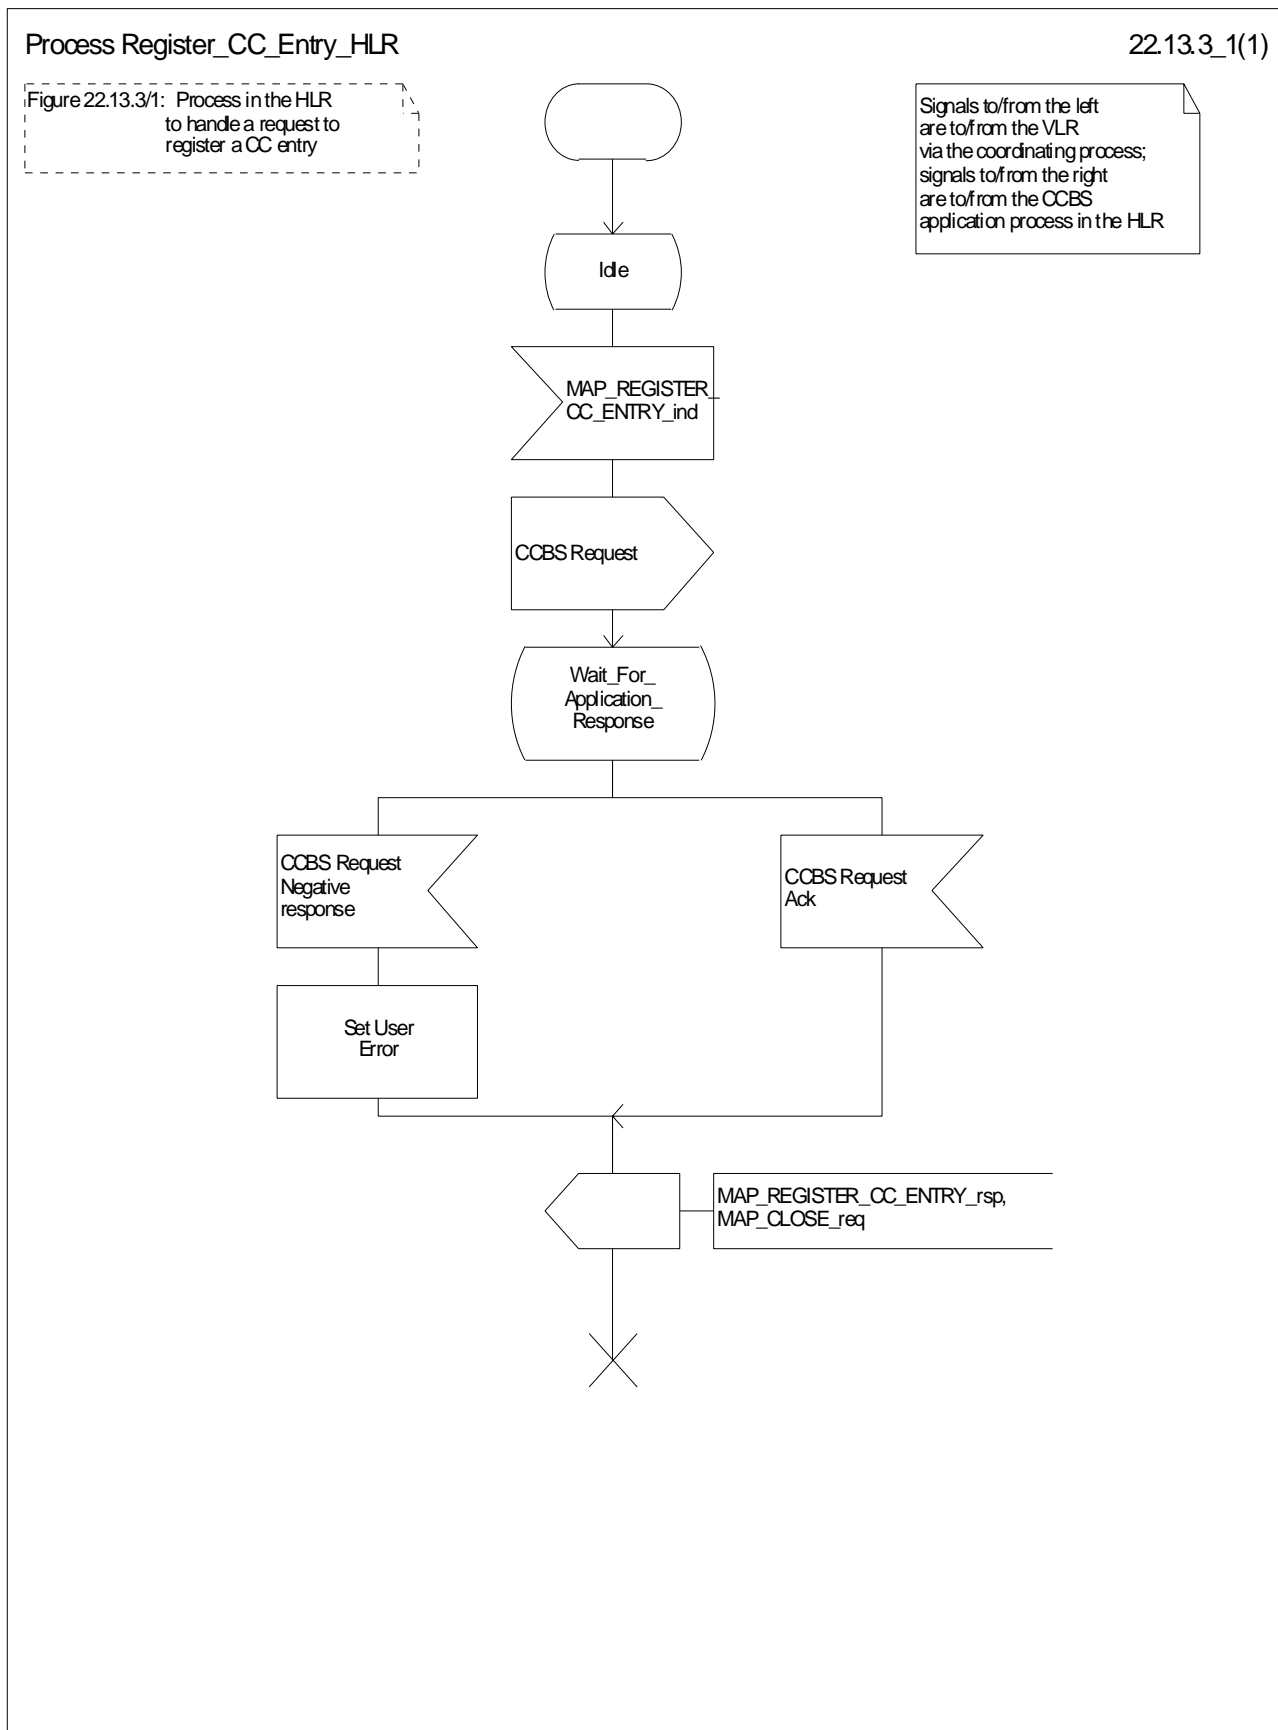 Process Register_CC_Entry_HLR
22.13.3_1(1)
Figure 22.13.3/1: Process in the HLR
to handle a request to
register a CC entry
Signals to/from the left
are to/from the VLR
via the coordinating process;
signals to/from the right
are to/from the CCBS
application process in the HLR
Idle
MAP_REGISTER_
CC_ENTRY_ind
CCBS Request
Wait_For_
Application_
Response
CCBS Request
Negative
response
CCBS Request
Ack
Set User
Error
MAP_REGISTER_CC_ENTRY_rsp,
MAP_CLOSE_req